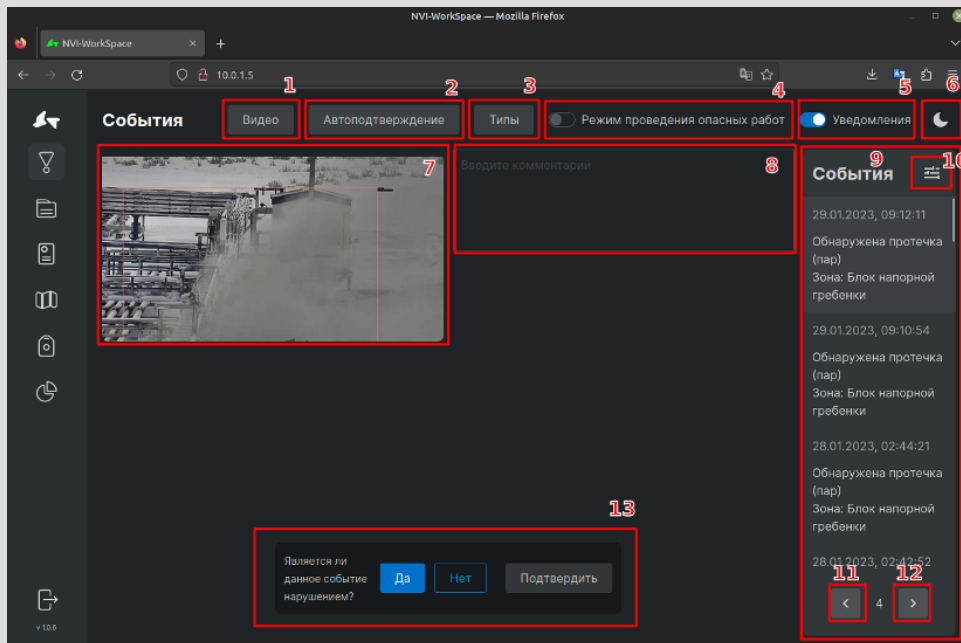 NVI-WorkSpace — Mozilla Firefox
NVI-WorkSpace
10.0.1.5
1
2
3
4
5
6
События
Видео
Автоподтверждение
Типы
Режим проведения опасных работ
Уведомления
7
Введите комментарий
8
9
10
События
29.01.2023, 09:12:11
Обнаружена протечка
(пар)
Зона: Блок напорной
гребенки
29.01.2023, 09:10:54
Обнаружена протечка
(пар)
Зона: Блок напорной
гребенки
28.01.2023, 02:44:21
Обнаружена протечка
(пар)
Зона: Блок напорной
гребенки
28.01.2023, 02:42:52
11
12
4
13
Является ли
данное событие
нарушением?
Да
Нет
Подтвердить
v 1.0.6